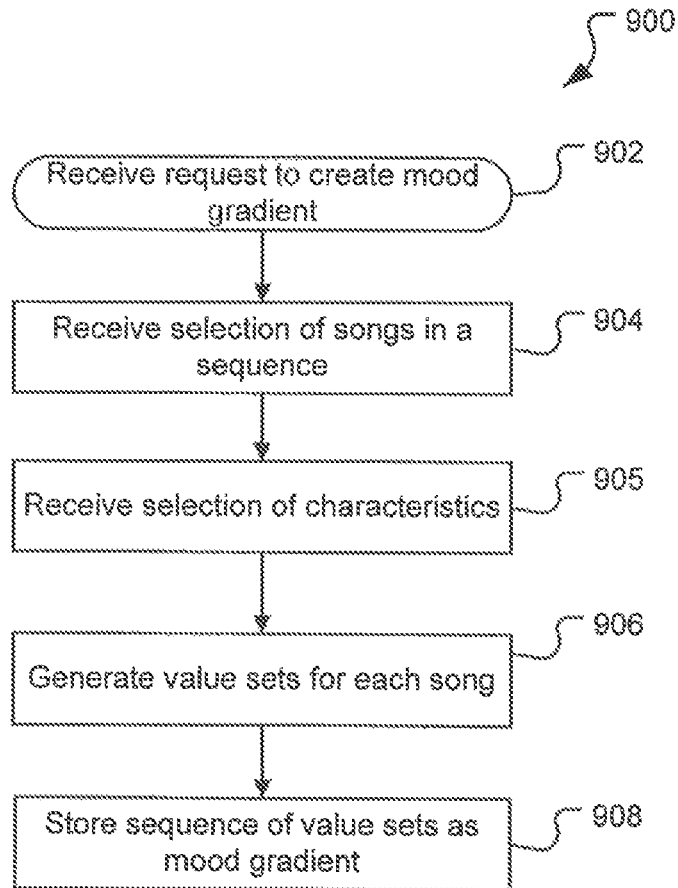 900
Receive request to create mood
gradient
902
Receive selection of songs in a
sequence
904
Receive selection of characteristics
905
Generate value sets for each song
906
Store sequence of value sets as
mood gradient
908